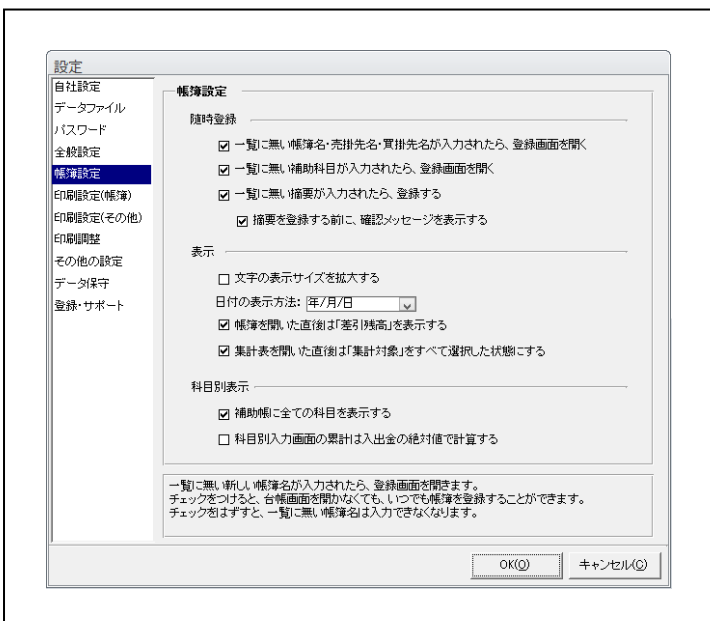 設定
自社設定
データファイル
パスワード
全般設定
帳簿設定
印刷設定(帳簿)
印刷設定(その他)
印刷調整
その他の設定
データ保守
登録・サポート
帳簿設定
随時登録
一覧に無い帳簿名・売掛先名・買掛先名が入力されたら、登録画面を開く
一覧に無い補助科目が入力されたら、登録画面を開く
一覧に無い摘要が入力されたら、登録する
摘要を登録する前に、確認メッセージを表示する
表示
文字の表示サイズを拡大する
日付の表示方法: 年/月/日
帳簿を開いた直後は「差引残高」を表示する
集計表を開いた直後は「集計対象」をすべて選択した状態にする
科目別表示
補助帳に全ての科目を表示する
科目別入力画面の累計は入出金の絶対値で計算する
一覧に無い新しい帳簿名が入力されたら、登録画面を開きます。
チェックをつけると、台帳画面を開かなくても、いつでも帳簿を登録することができます。
チェックをはずすと、一覧に無い帳簿名は入力できなくなります。
OK(O)
キャンセル(C)